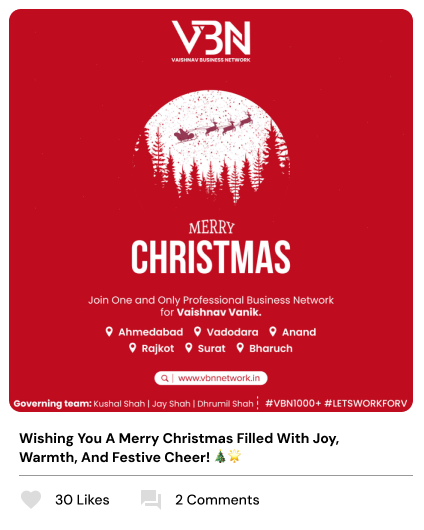 VBN
VAISHNAV BUSINESS NETWORK
MERRY
CHRISTMAS
Join One and Only Professional Business Network
for Vaishnav Vanik.
Ahmedabad Vadodara Anand
Rajkot Surat Bharuch
www.vbnnetwork.in
Governing team: Kushal Shah | Jay Shah | Dhrumil Shah #VBN1000+ #LETSWORKFORV
Wishing You A Merry Christmas Filled With Joy,
Warmth, And Festive Cheer! 🎄🌟
30 Likes 2 Comments